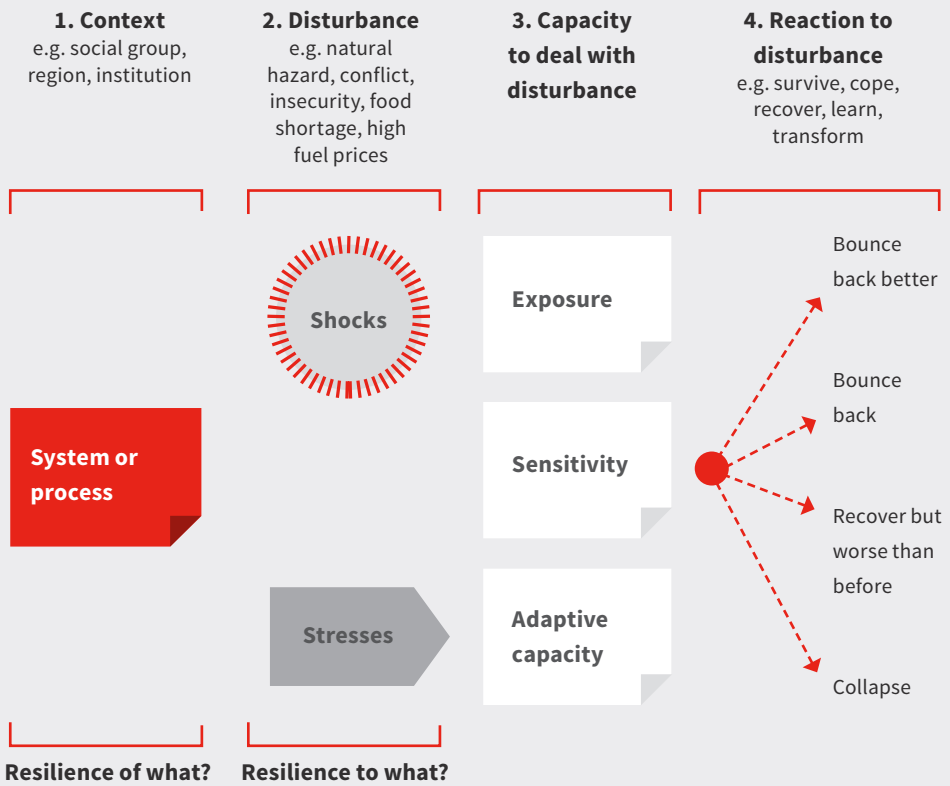 1. Context
e.g. social group,
region, institution
2. Disturbance
e.g. natural
hazard, conflict,
insecurity, food
shortage, high
fuel prices
3. Capacity
to deal with
disturbance
4. Reaction to
disturbance
e.g. survive, cope,
recover, learn,
transform
System or
process
Shocks
Stresses
Exposure
Sensitivity
Adaptive
capacity
Bounce
back better
Bounce
back
Recover but
worse than
before
Collapse
Resilience of what?
Resilience to what?